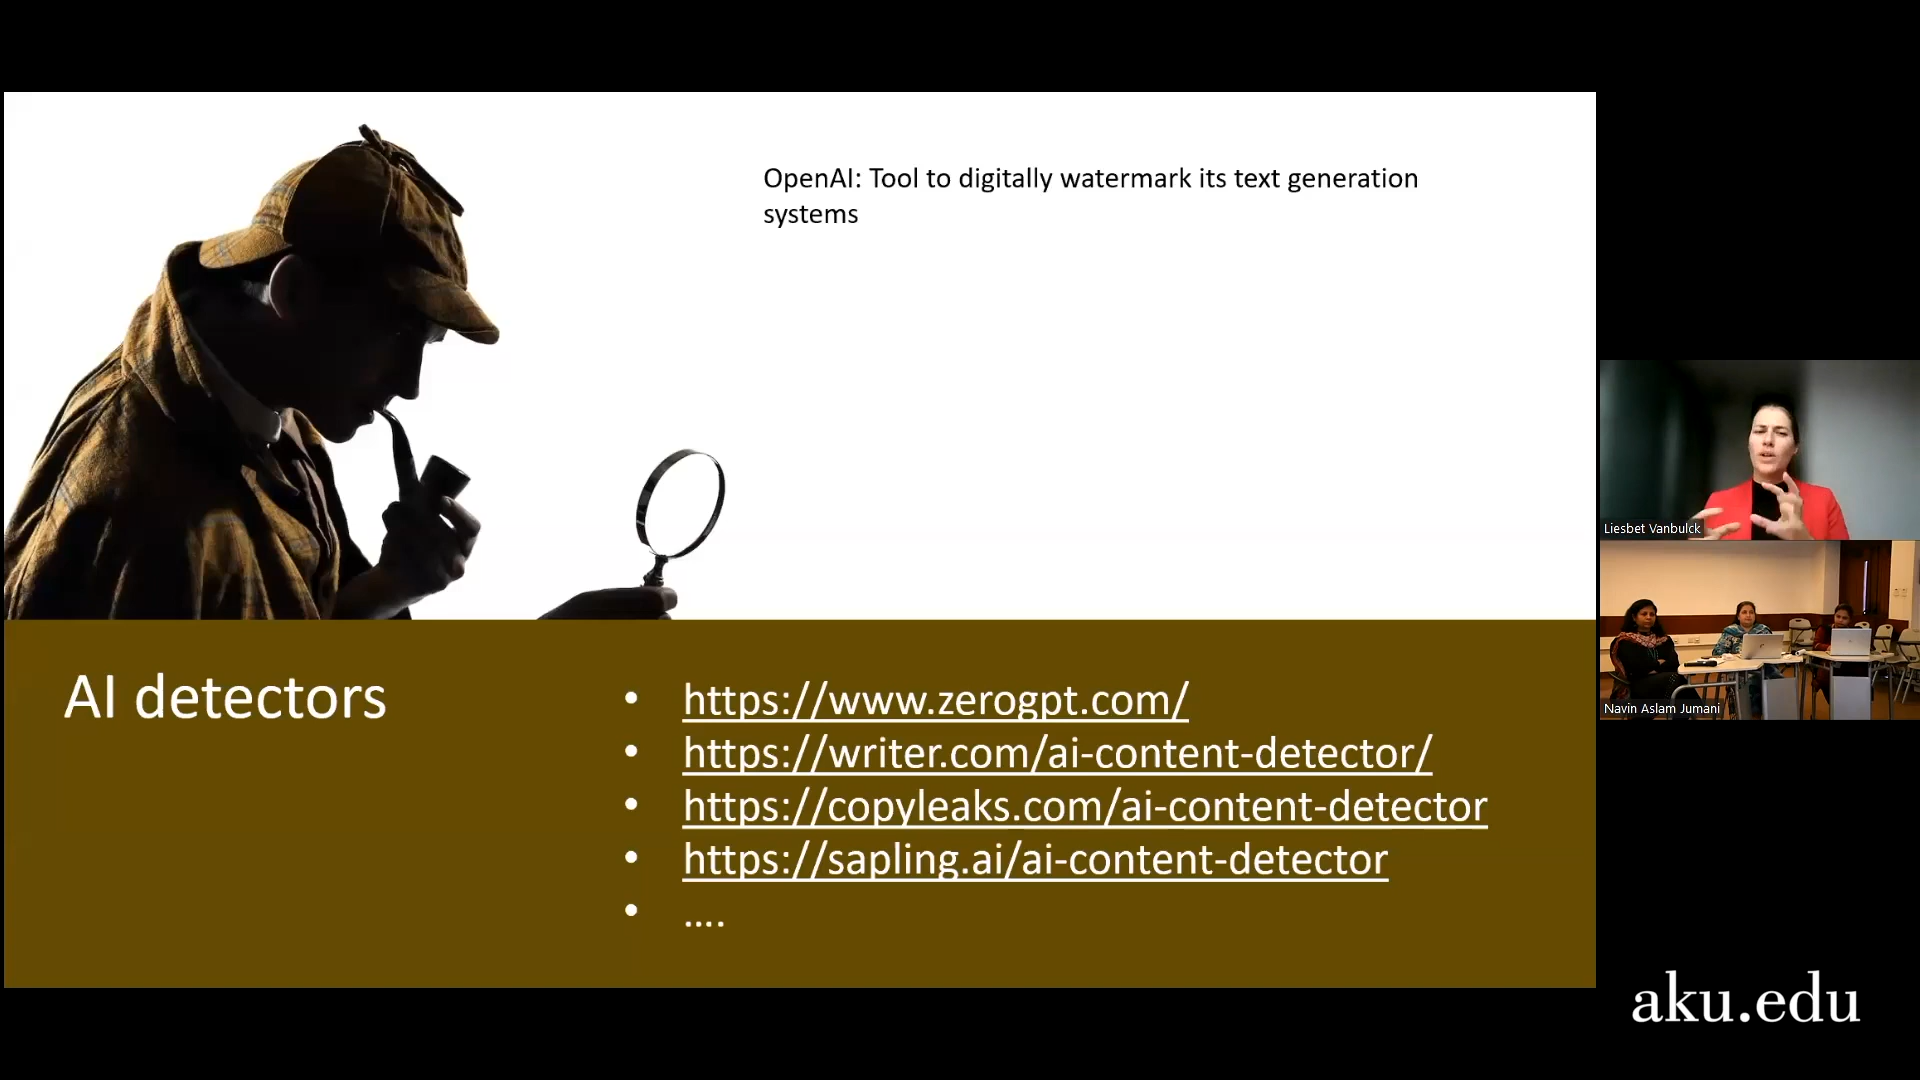 OpenAI: Tool to digitally watermark its text generation
systems
AI detectors
• https://www.zerogpt.com/
• https://writer.com/ai-content-detector/
• https://copyleaks.com/ai-content-detector
• https://sapling.ai/ai-content-detector
• ....
Liesbet Vanbulck
Navin Aslam Jumani
aku.edu